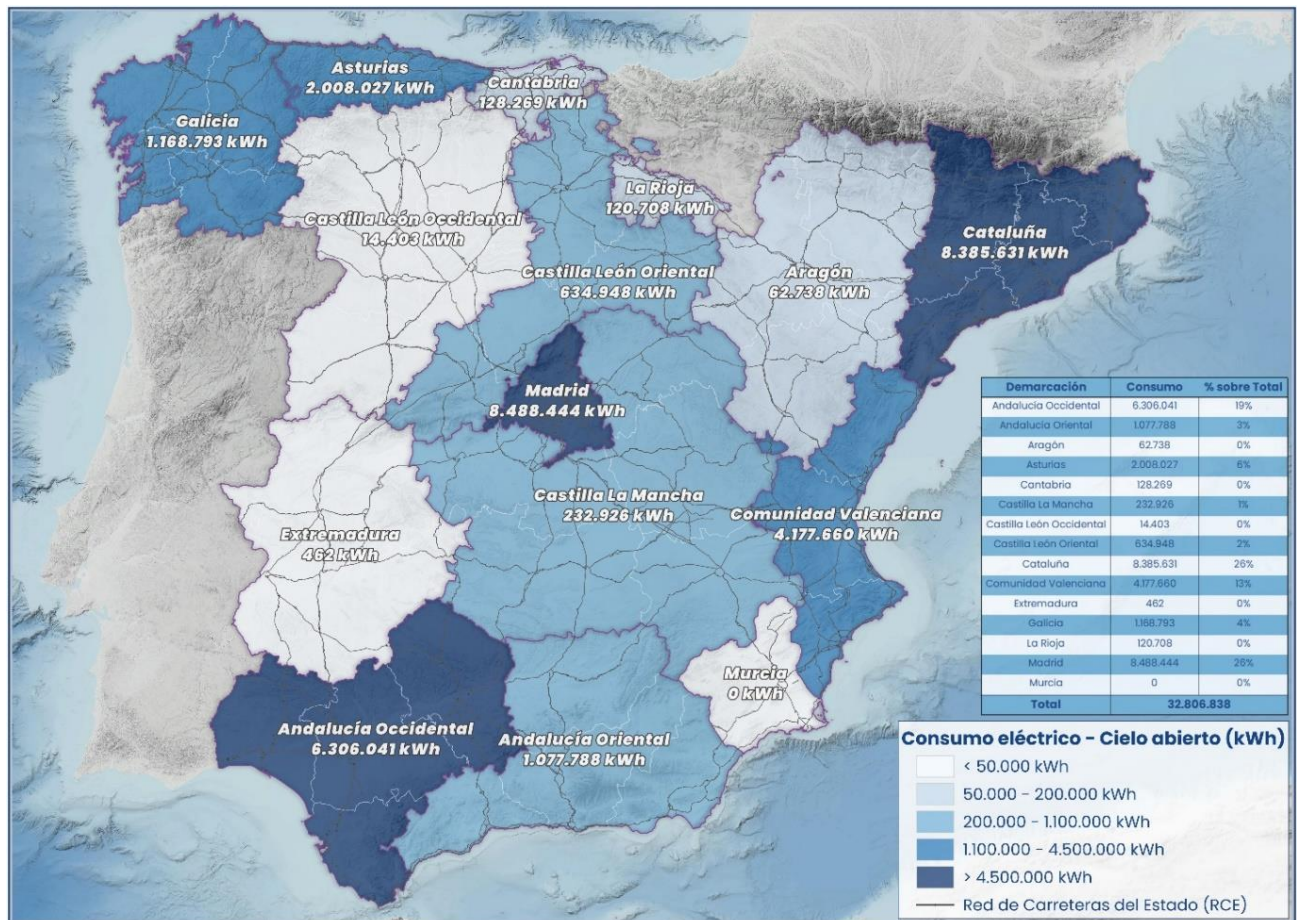 Asturias
2.008.027 kWh
Cantabria
128.269 kWh
Galicia
1.168.793 kWh
La Rioja
120.708 kWh
Castilla León Occidental
14.403 kWh
Cataluña
8.385.631 kWh
Castilla León Oriental
634.948 kWh
Aragón
62.738 kWh
Madrid
8.488.444 kWh
Castilla La Mancha
232.926 kWh
Comunidad Valenciana
4.177.660 kWh
Extremadura
462 kWh
Murcia
0 kWh
Andalucía Occidental
6.306.041 kWh
Andalucía Oriental
1.077.788 kWh
Demarcación Consumo % sobre Total
Andalucía Occidental 6.306.041 19%
Andalucía Oriental 1.077.788 3%
Aragón 62.738 0%
Asturias 2.008.027 6%
Cantabria 128.269 0%
Castilla La Mancha 232.926 1%
Castilla León Occidental 14.403 0%
Castilla León Oriental 634.948 2%
Cataluña 8.385.631 26%
Comunidad Valenciana 4.177.660 13%
Extremadura 462 0%
Galicia 1.168.793 4%
La Rioja 120.708 0%
Madrid 8.488.444 26%
Murcia 0 0%
Total 32.806.838
Consumo eléctrico - Cielo abierto (kWh)
< 50.000 kWh
50.000 - 200.000 kWh
200.000 - 1.100.000 kWh
1.100.000 - 4.500.000 kWh
> 4.500.000 kWh
Red de Carreteras del Estado (RCE)